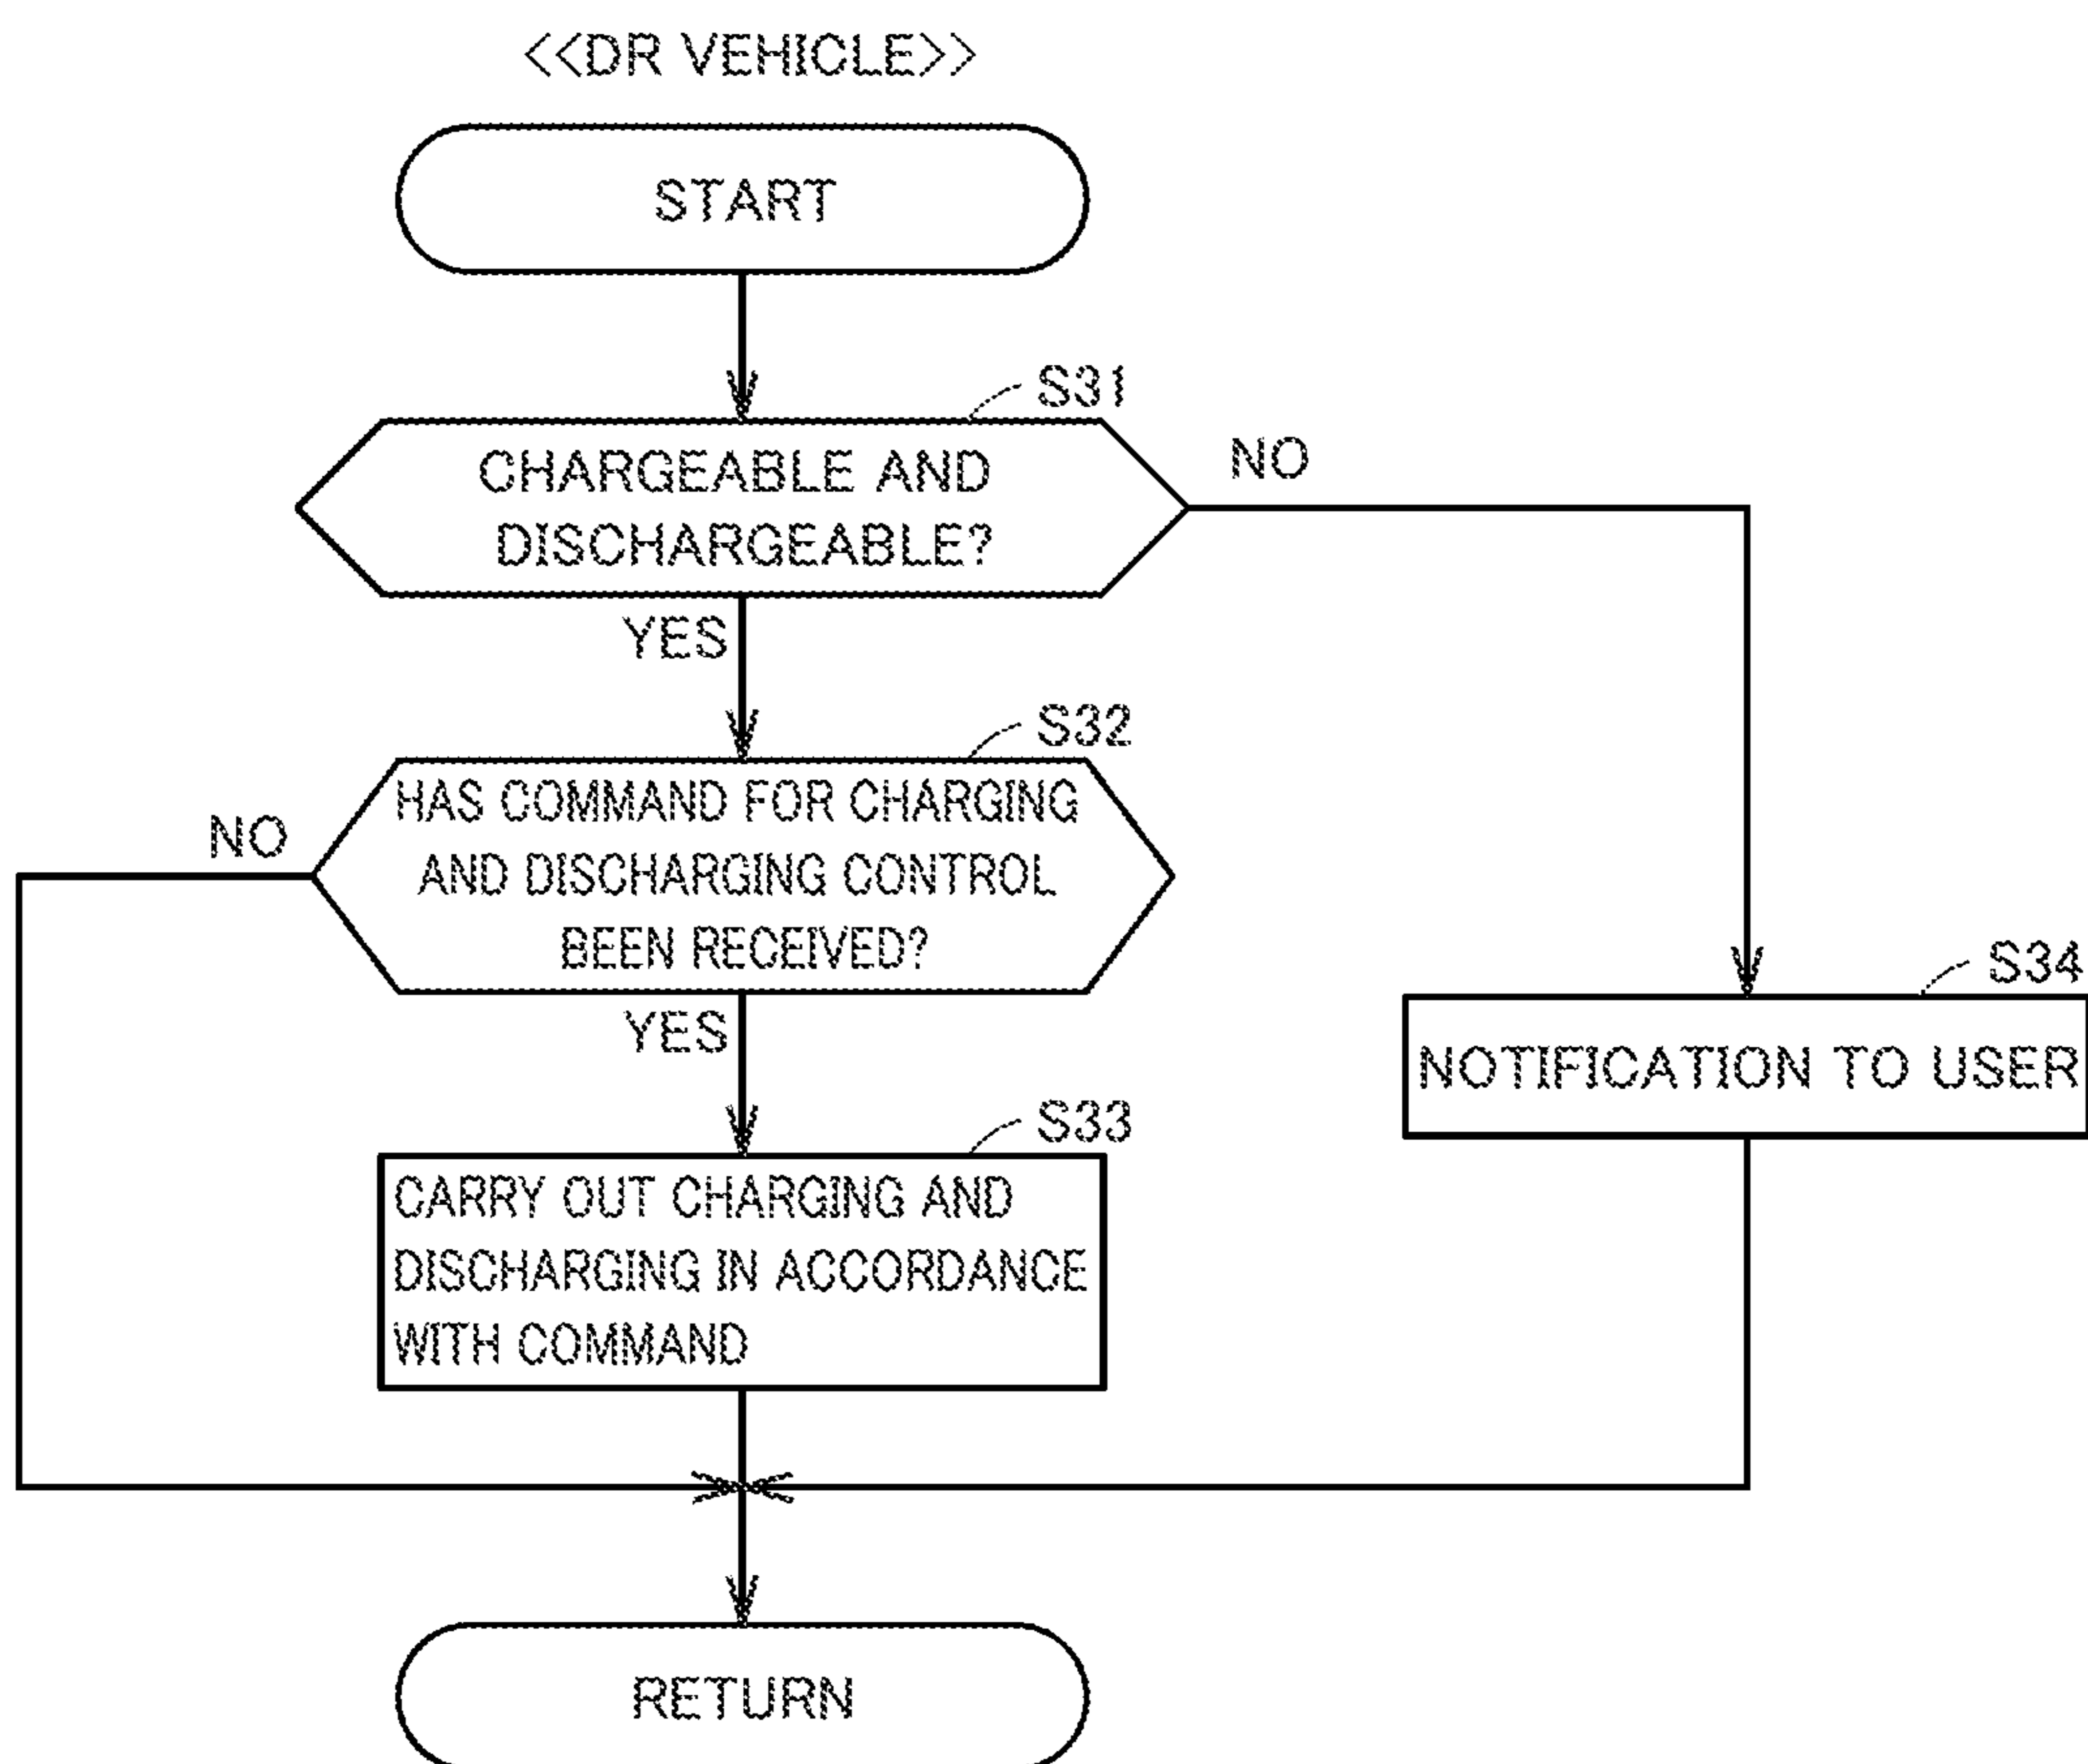 <<DR VEHICLE>>
START
S31
CHARGEABLE AND
DISCHARGEABLE?
NO
YES
S32
HAS COMMAND FOR CHARGING
AND DISCHARGING CONTROL
BEEN RECEIVED?
NO
YES
S34
NOTIFICATION TO USER
S33
CARRY OUT CHARGING AND
DISCHARGING IN ACCORDANCE
WITH COMMAND
RETURN